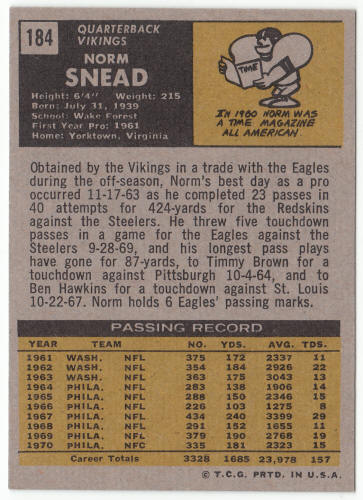 184
QUARTERBACK
VIKINGS
NORM
SNEAD
Height: 6'4" Weight: 215
Born: July 31, 1939
School: Wake Forest
First Year Pro: 1961
Home: Yorktown, Virginia
TIME
IN 1960 NORM WAS
A TIME MAGAZINE
ALL AMERICAN.
Obtained by the Vikings in a trade with the Eagles
during the off-season, Norm's best day as a pro
occurred 11-17-63 as he completed 23 passes in
40 attempts for 424-yards for the Redskins
against the Steelers. He threw five touchdown
passes in a game for the Eagles against the
Steelers 9-28-69, and his longest pass plays
have gone for 87-yards, to Timmy Brown for
a touchdown against Pittsburgh 10-4-64, and to
Ben Hawkins for a touchdown against St. Louis
10-22-67. Norm holds 6 Eagles' passing marks.
PASSING RECORD
YEAR TEAM NO. YDS. AVG. TDS.
1961 WASH. NFL 375 172 2337 11
1962 WASH. NFL 354 184 2926 22
1963 WASH. NFL 363 175 3043 13
1964 PHILA. NFL 283 138 1906 14
1965 PHILA. NFL 288 150 2346 15
1966 PHILA. NFL 226 103 1275 8
1967 PHILA. NFL 434 240 3399 29
1968 PHILA. NFL 291 152 1655 11
1969 PHILA. NFL 379 190 2768 19
1970 PHILA. NFC 335 181 2323 15
Career Totals 3328 1685 23,978 157
© T.C.G. PRTD. IN U.S.A.